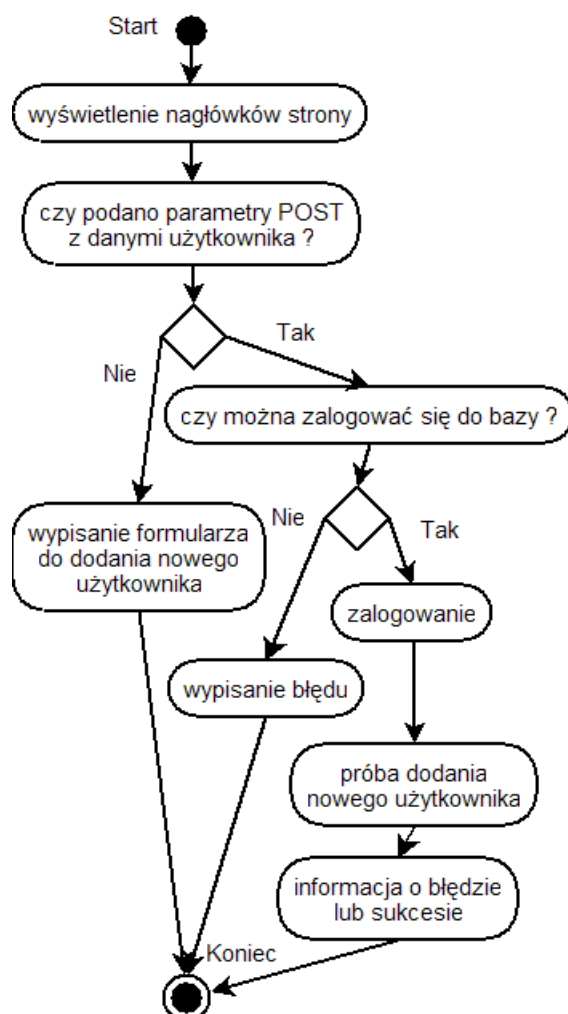 Start
wyświetlenie nagłówków strony
czy podano parametry POST
z danymi użytkownika ?
Tak
Nie
czy można zalogować się do bazy ?
Nie
Tak
wypisanie formularza
do dodania nowego
użytkownika
zalogowanie
wypisanie błędu
próba dodania
nowego użytkownika
informacja o błędzie
lub sukcesie
Koniec